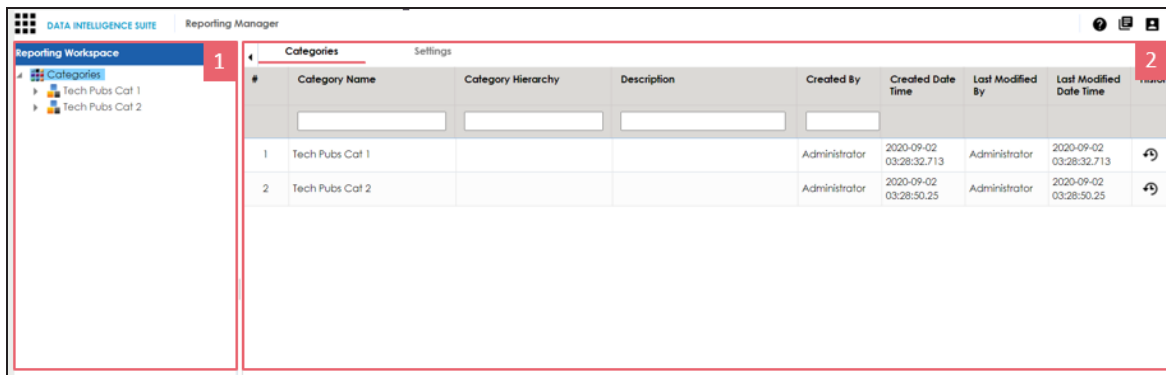 DATA INTELLIGENCE SUITE Reporting Manager
Reporting Workspace 1
Categories
Tech Pubs Cat 1
Tech Pubs Cat 2
Categories Settings 2
# Category Name Category Hierarchy Description Created By Created Date Time Last Modified By Last Modified Date Time
1 Tech Pubs Cat 1 Administrator 2020-09-02 03:28:32.713 Administrator 2020-09-02 03:28:32.713
2 Tech Pubs Cat 2 Administrator 2020-09-02 03:28:50.25 Administrator 2020-09-02 03:28:50.25